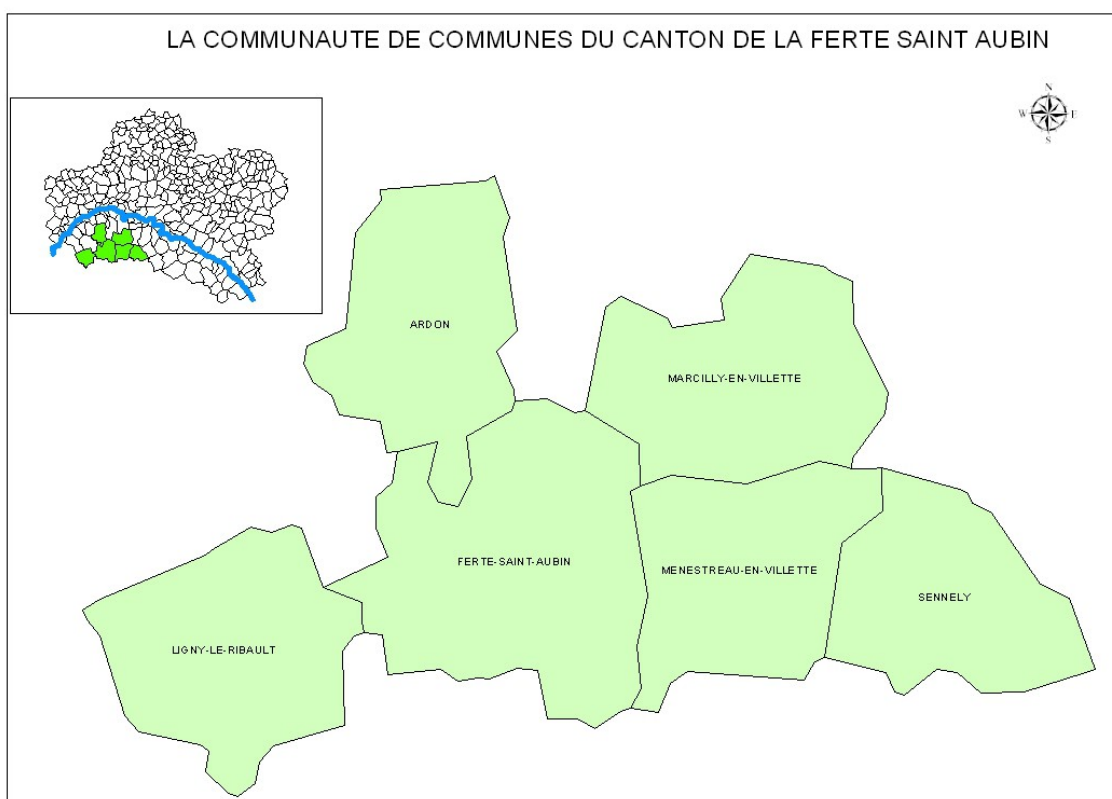 LA COMMUNAUTE DE COMMUNES DU CANTON DE LA FERTE SAINT AUBIN
N
W E
S
ARDON
MARCILLY-EN-VILLETTE
FERTE-SAINT-AUBIN
MENESTREAU-EN-VILLETTE
SENNELY
LIGNY-LE-RIBAULT